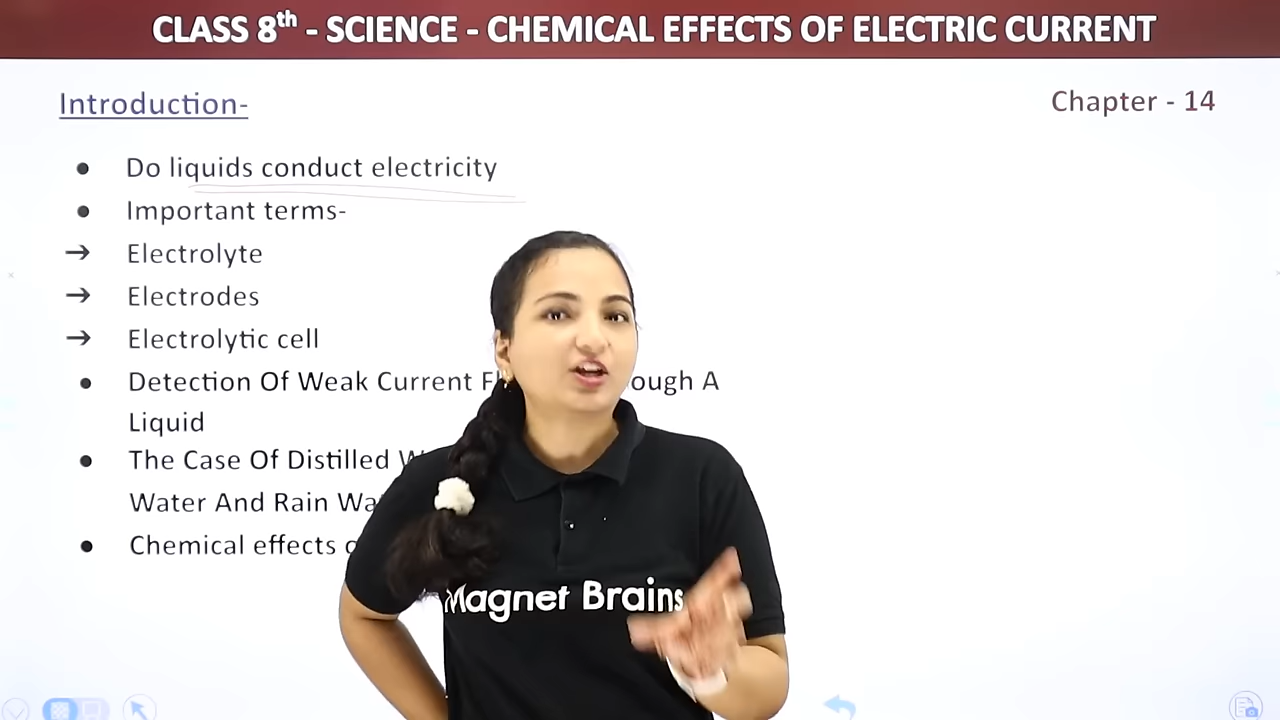 CLASS 8th - SCIENCE - CHEMICAL EFFECTS OF ELECTRIC CURRENT
Introduction-
Chapter - 14
● Do liquids conduct electricity
● Important terms-
→ Electrolyte
→ Electrodes
→ Electrolytic cell
● Detection Of Weak Current A
Liquid
● The Case Of Distilled
Water And Rain
● Chemical effects
Magnet Brains